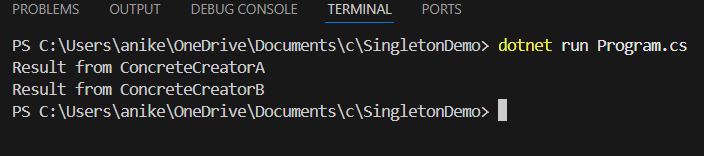 PROBLEMS OUTPUT DEBUG CONSOLE TERMINAL PORTS
PS C:\Users\anike\OneDrive\Documents\c\SingletonDemo> dotnet run Program.cs
Result from ConcreteCreatorA
Result from ConcreteCreatorB
PS C:\Users\anike\OneDrive\Documents\c\SingletonDemo>